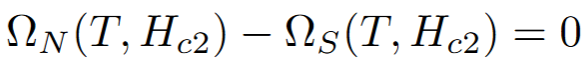 Ω_N(T, H_{c2}) − Ω_S(T, H_{c2}) = 0